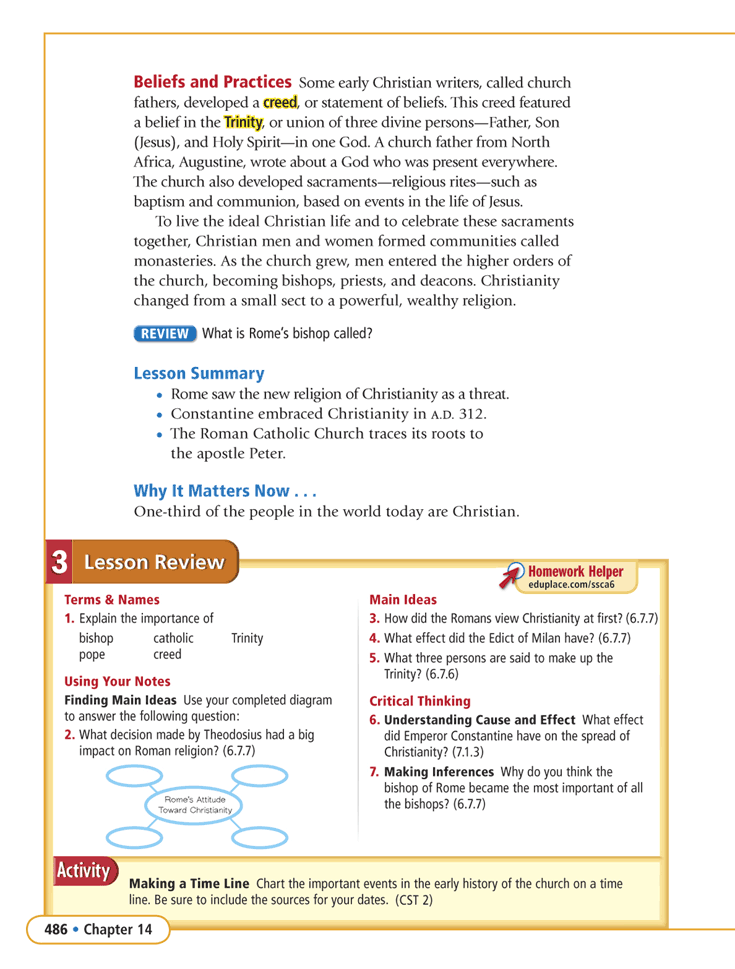 Beliefs and Practices Some early Christian writers, called church
fathers, developed a creed, or statement of beliefs. This creed featured
a belief in the Trinity, or union of three divine persons—Father, Son
(Jesus), and Holy Spirit—in one God. A church father from North
Africa, Augustine, wrote about a God who was present everywhere.
The church also developed sacraments—religious rites—such as
baptism and communion, based on events in the life of Jesus.
To live the ideal Christian life and to celebrate these sacraments
together, Christian men and women formed communities called
monasteries. As the church grew, men entered the higher orders of
the church, becoming bishops, priests, and deacons. Christianity
changed from a small sect to a powerful, wealthy religion.
REVIEW What is Rome's bishop called?
Lesson Summary
• Rome saw the new religion of Christianity as a threat.
• Constantine embraced Christianity in A.D. 312.
• The Roman Catholic Church traces its roots to
the apostle Peter.
Why It Matters Now . . .
One-third of the people in the world today are Christian.
3 Lesson Review
Homework Helper
eduplace.com/ssca6
Terms & Names
1. Explain the importance of
bishop catholic Trinity
pope creed
Using Your Notes
Finding Main Ideas Use your completed diagram
to answer the following question:
2. What decision made by Theodosius had a big
impact on Roman religion? (6.7.7)
Rome's Attitude
Toward Christianity
Main Ideas
3. How did the Romans view Christianity at first? (6.7.7)
4. What effect did the Edict of Milan have? (6.7.7)
5. What three persons are said to make up the
Trinity? (6.7.6)
Critical Thinking
6. Understanding Cause and Effect What effect
did Emperor Constantine have on the spread of
Christianity? (7.1.3)
7. Making Inferences Why do you think the
bishop of Rome became the most important of all
the bishops? (6.7.7)
Activity
Making a Time Line Chart the important events in the early history of the church on a time
line. Be sure to include the sources for your dates. (CST 2)
486 • Chapter 14